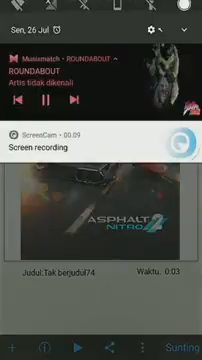 Sen, 26 Jul
Musixmatch • ROUNDABOUT
ROUNDABOUT
Artis tidak dikenali
ScreenCam • 00.09
Screen recording
ASPHALT
NITRO 2
Judul:Tak berjudul74
Waktu. 0:03
Sunting